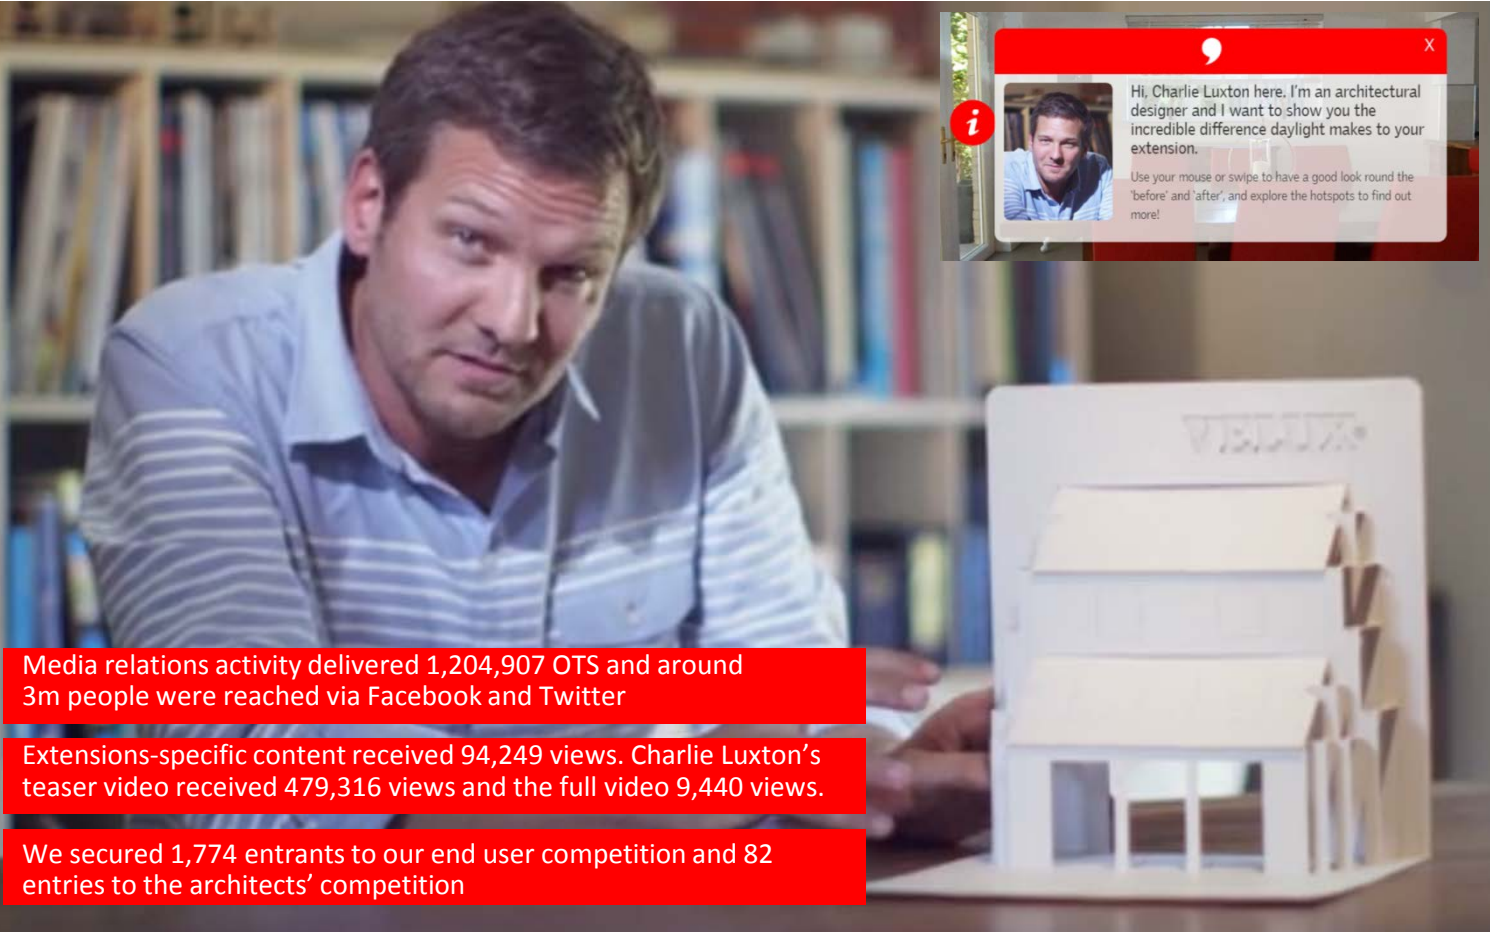 X
Hi, Charlie Luxton here. I'm an architectural
designer and I want to show you the
incredible difference daylight makes to your
extension.
Use your mouse or swipe to have a good look round the
'before' and 'after', and explore the hotspots to find out
more!
i
VELUX®
Media relations activity delivered 1,204,907 OTS and around
3m people were reached via Facebook and Twitter
Extensions-specific content received 94,249 views. Charlie Luxton’s
teaser video received 479,316 views and the full video 9,440 views.
We secured 1,774 entrants to our end user competition and 82
entries to the architects’ competition